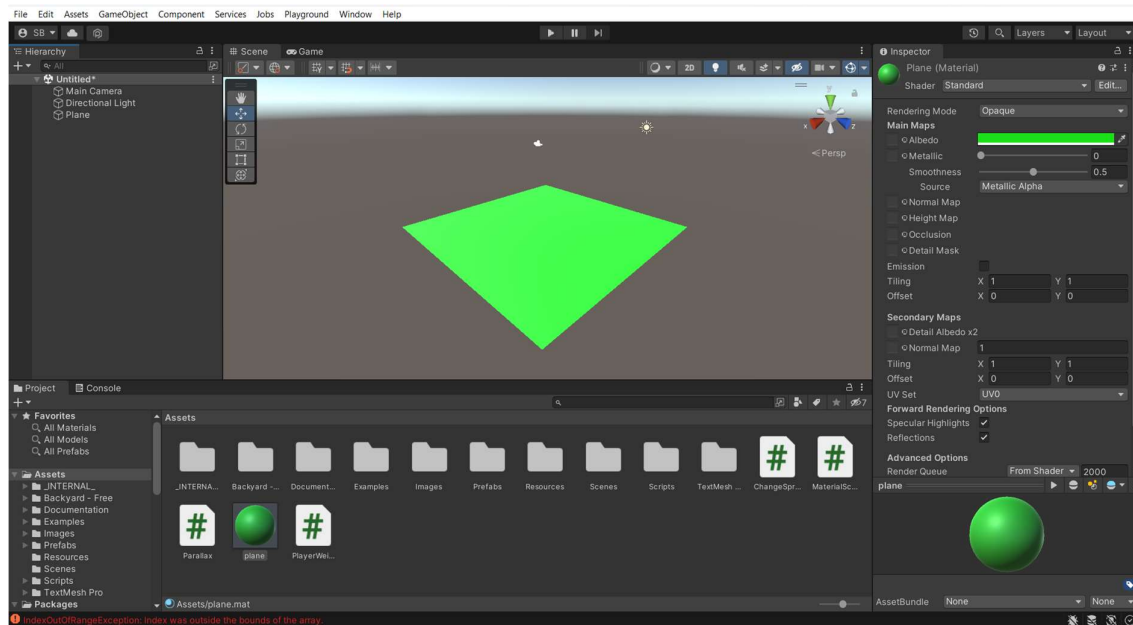 File Edit Assets GameObject Component Services Jobs Playground Window Help
SB Layers Layout
Hierarchy
All
Untitled*
Main Camera
Directional Light
Plane
Scene Game
2D
y
x z
Persp
Inspector
Plane (Material)
Shader Standard Edit...
Rendering Mode Opaque
Main Maps
Albedo
Metallic 0
Smoothness 0.5
Source Metallic Alpha
Normal Map
Height Map
Occlusion
Detail Mask
Emission
Tiling X 1 Y 1
Offset X 0 Y 0
Secondary Maps
Detail Albedo x2
Normal Map 1
Tiling X 1 Y 1
Offset X 0 Y 0
UV Set UV0
Forward Rendering Options
Specular Highlights
Reflections
Advanced Options
Render Queue From Shader 2000
plane
AssetBundle None None
Project Console
7
Favorites
All Materials
All Models
All Prefabs
Assets
_INTERNAL_
Backyard - Free
Documentation
Examples
Images
Prefabs
Resources
Scenes
Scripts
TextMesh Pro
Packages
Assets
_INTERNA... Backyard -... Document... Examples Images Prefabs Resources Scenes Scripts TextMesh ... ChangeSpr... MaterialSc...
Parallax plane PlayerWei...
Assets/plane.mat
IndexOutOfRangeException: Index was outside the bounds of the array.